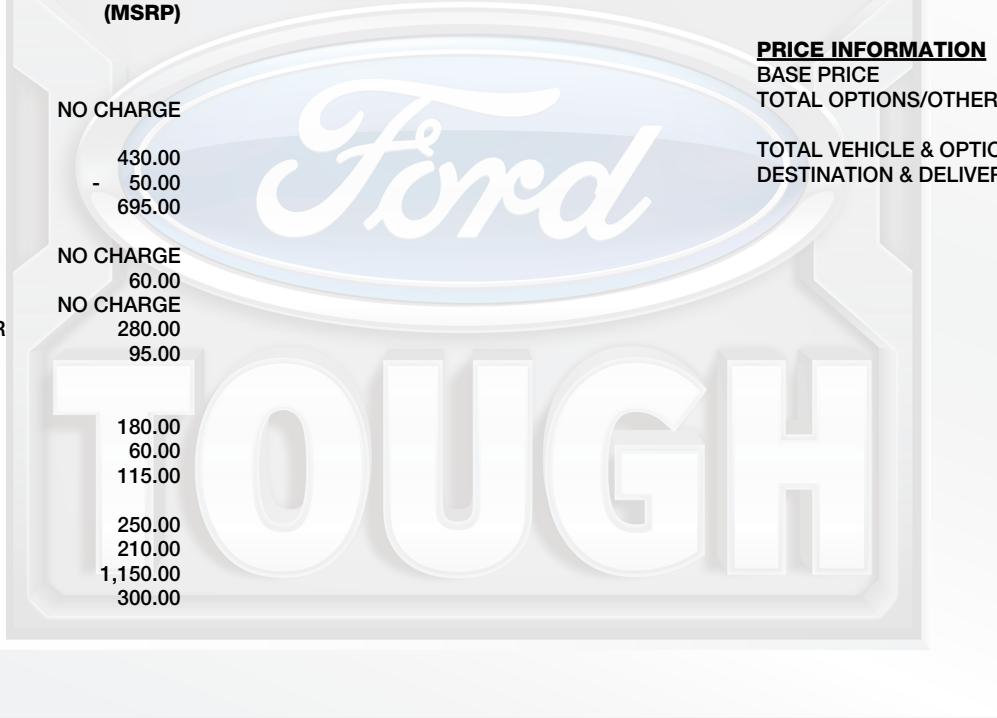 (MSRP)
NO CHARGE
430.00
- 50.00
695.00
NO CHARGE
60.00
NO CHARGE
R 280.00
95.00
180.00
60.00
115.00
250.00
210.00
1,150.00
300.00
PRICE INFORMATION
BASE PRICE
TOTAL OPTIONS/OTHER
TOTAL VEHICLE & OPTIO
DESTINATION & DELIVER
Ford
TOUGH